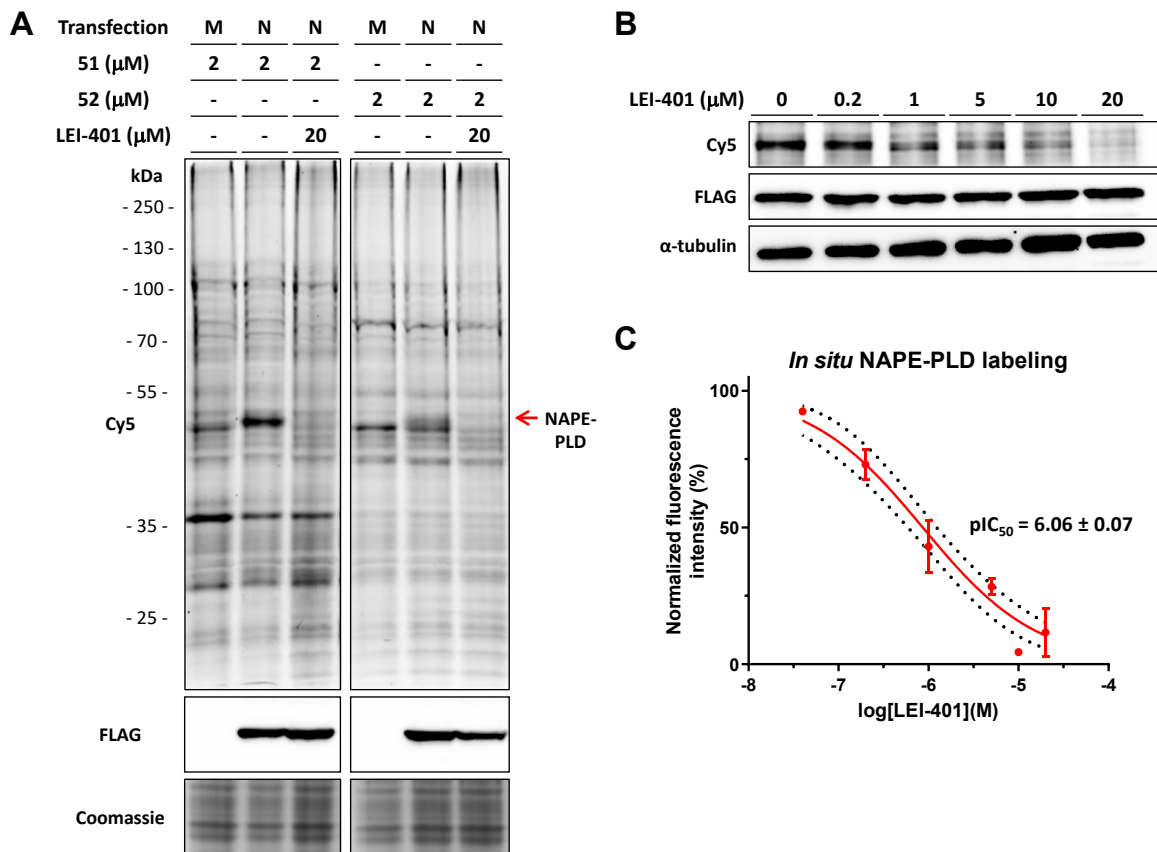 A
Transfection M N N M N N
51 (μM) 2 2 2 - - -
52 (μM) - - - 2 2 2
LEI-401 (μM) - - 20 - - 20
kDa
- 250 -
- 130 -
- 100 -
- 70 -
- 55 -
Cy5
- 35 -
- 25 -
NAPE-
PLD
FLAG
Coomassie
B
LEI-401 (μM) 0 0.2 1 5 10 20
Cy5
FLAG
α-tubulin
C
In situ NAPE-PLD labeling
Normalized fluorescence
intensity (%)
100
50
0
pIC50 = 6.06 ± 0.07
-8 -7 -6 -5 -4
log[LEI-401](M)